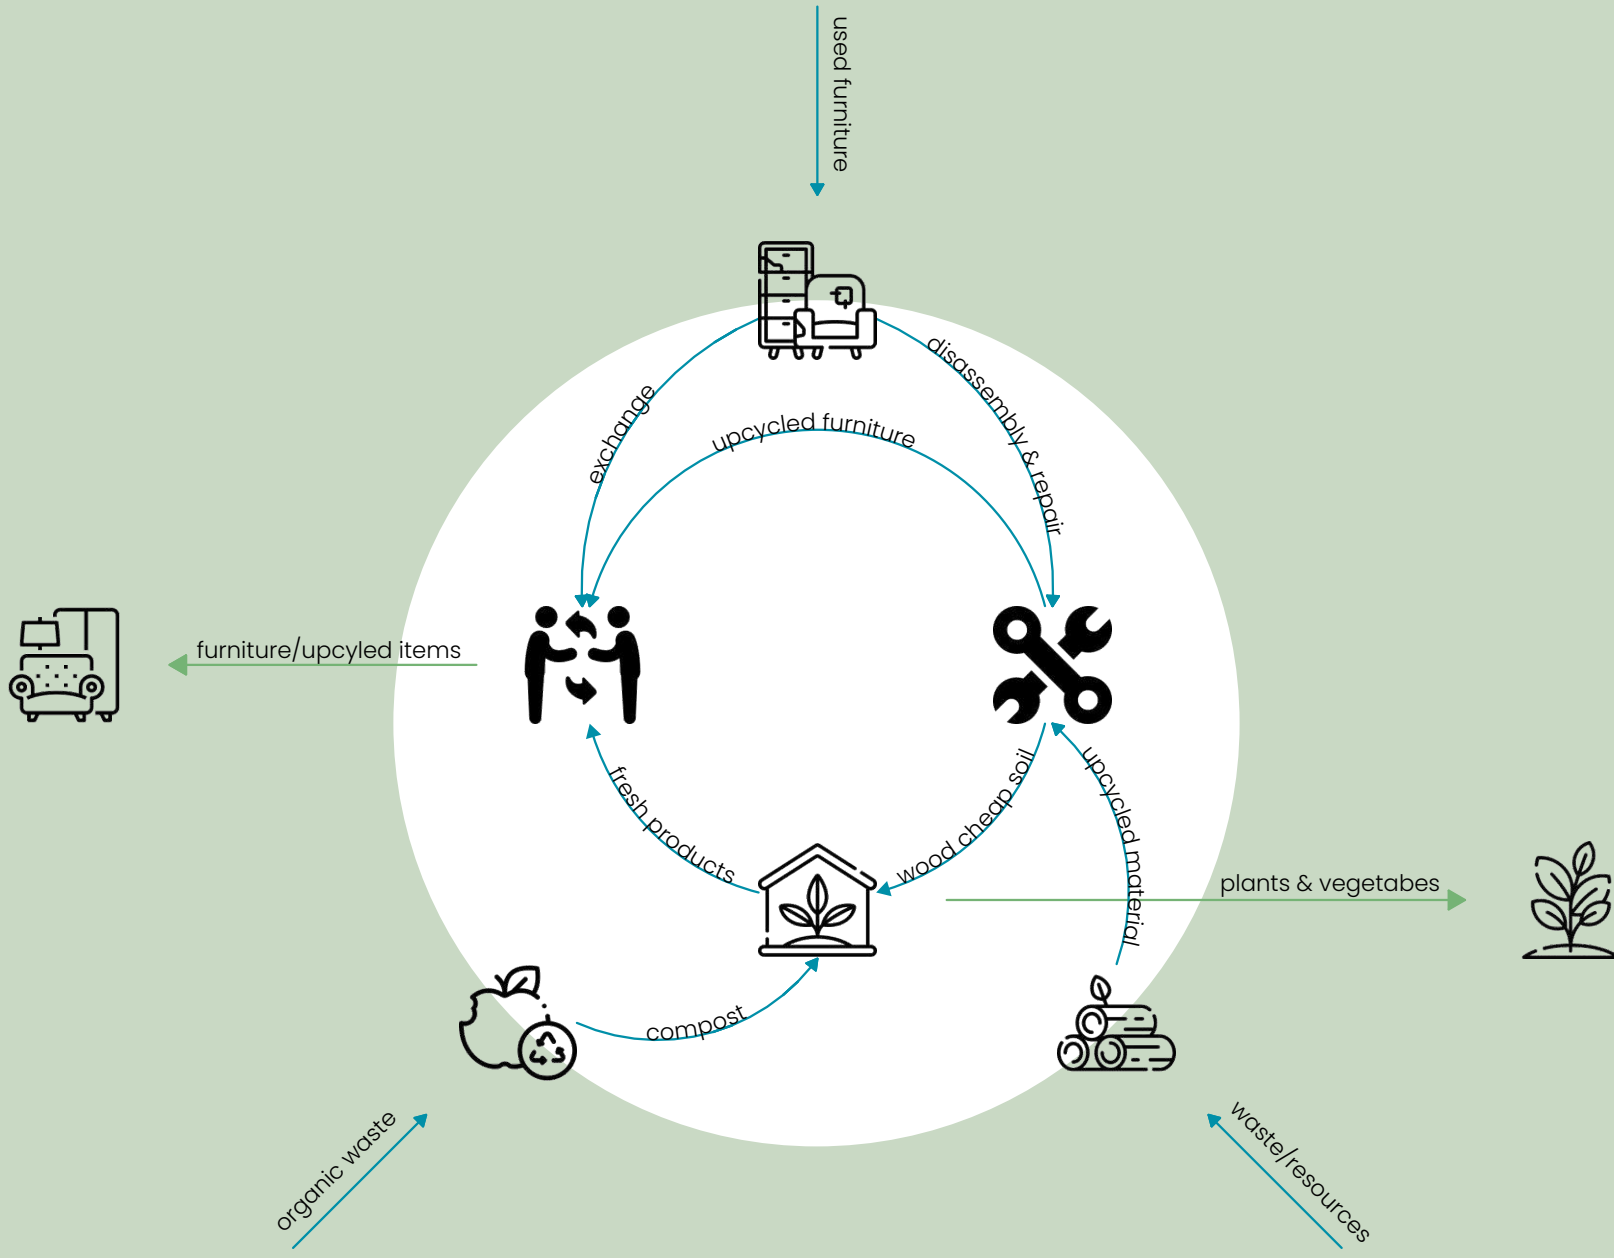 used furniture
disassembly & repair
exchange
upcycled furniture
furniture/upcyled items
fresh products
wood cheap soil
upcycled material
plants & vegetabes
compost
organic waste
waste/resources